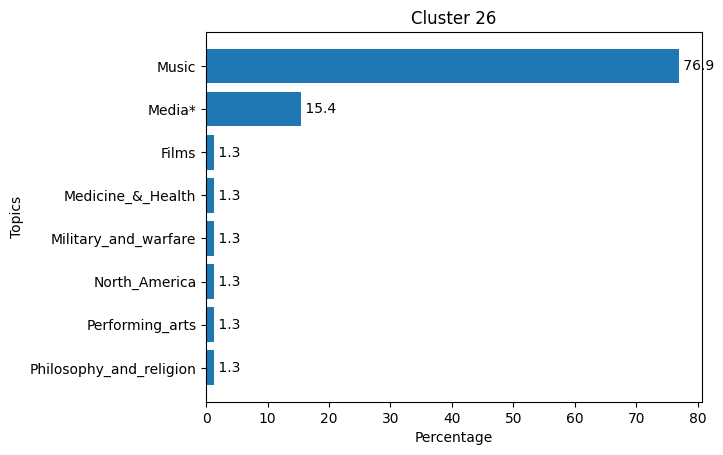 Cluster 26
Topics
Music 76.9
Media* 15.4
Films 1.3
Medicine_&_Health 1.3
Military_and_warfare 1.3
North_America 1.3
Performing_arts 1.3
Philosophy_and_religion 1.3
0 10 20 30 40 50 60 70 80
Percentage